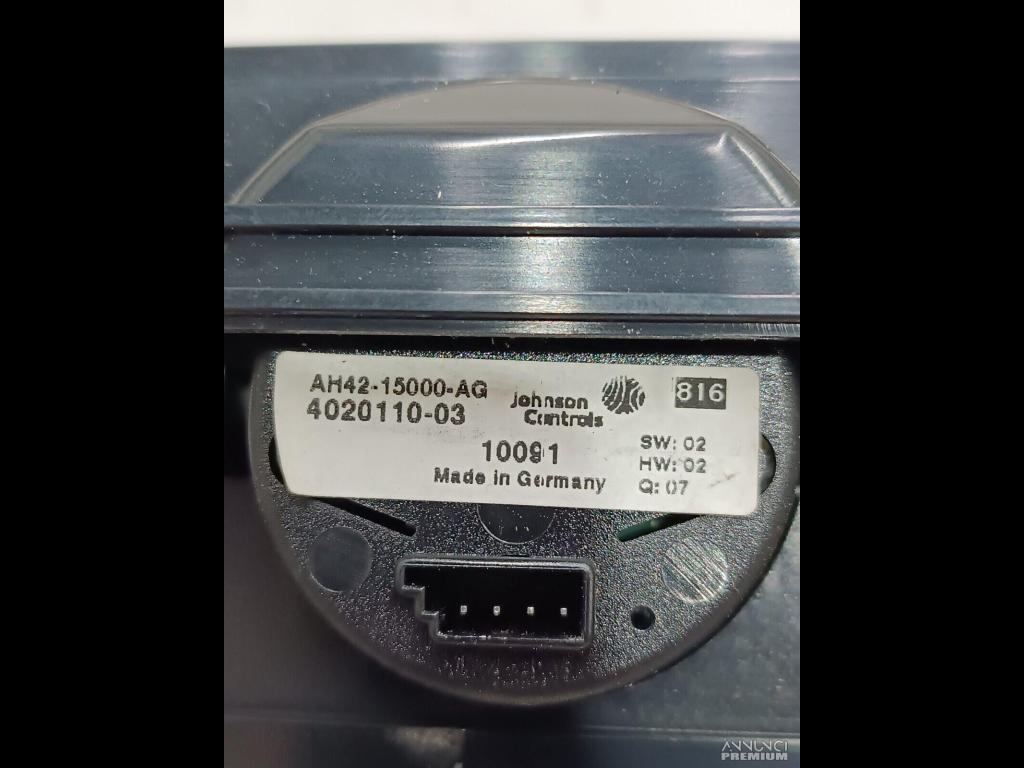 AH42-15000-AG
4020110-03
Johnson
Controls
816
10091
Made in Germany
SW: 02
HW: 02
Q: 07
ANNUNCI
PREMIUM